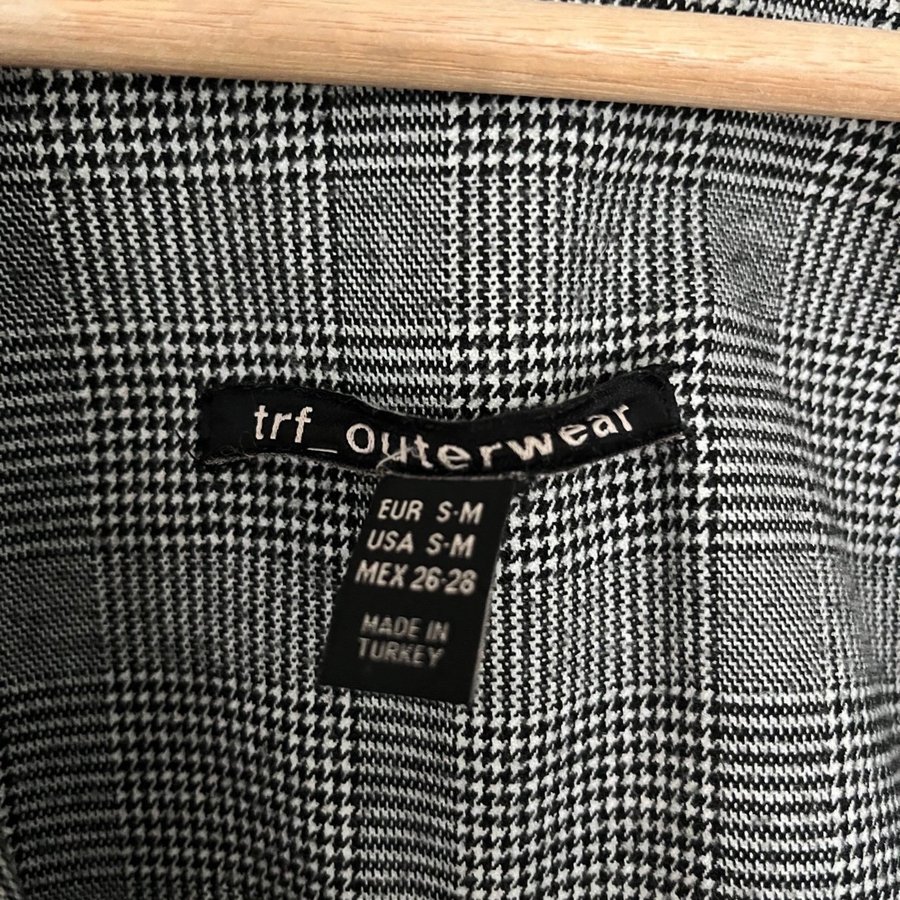 trf_outerwear
EUR S-M
USA S-M
MEX 26-28
MADE IN
TURKEY